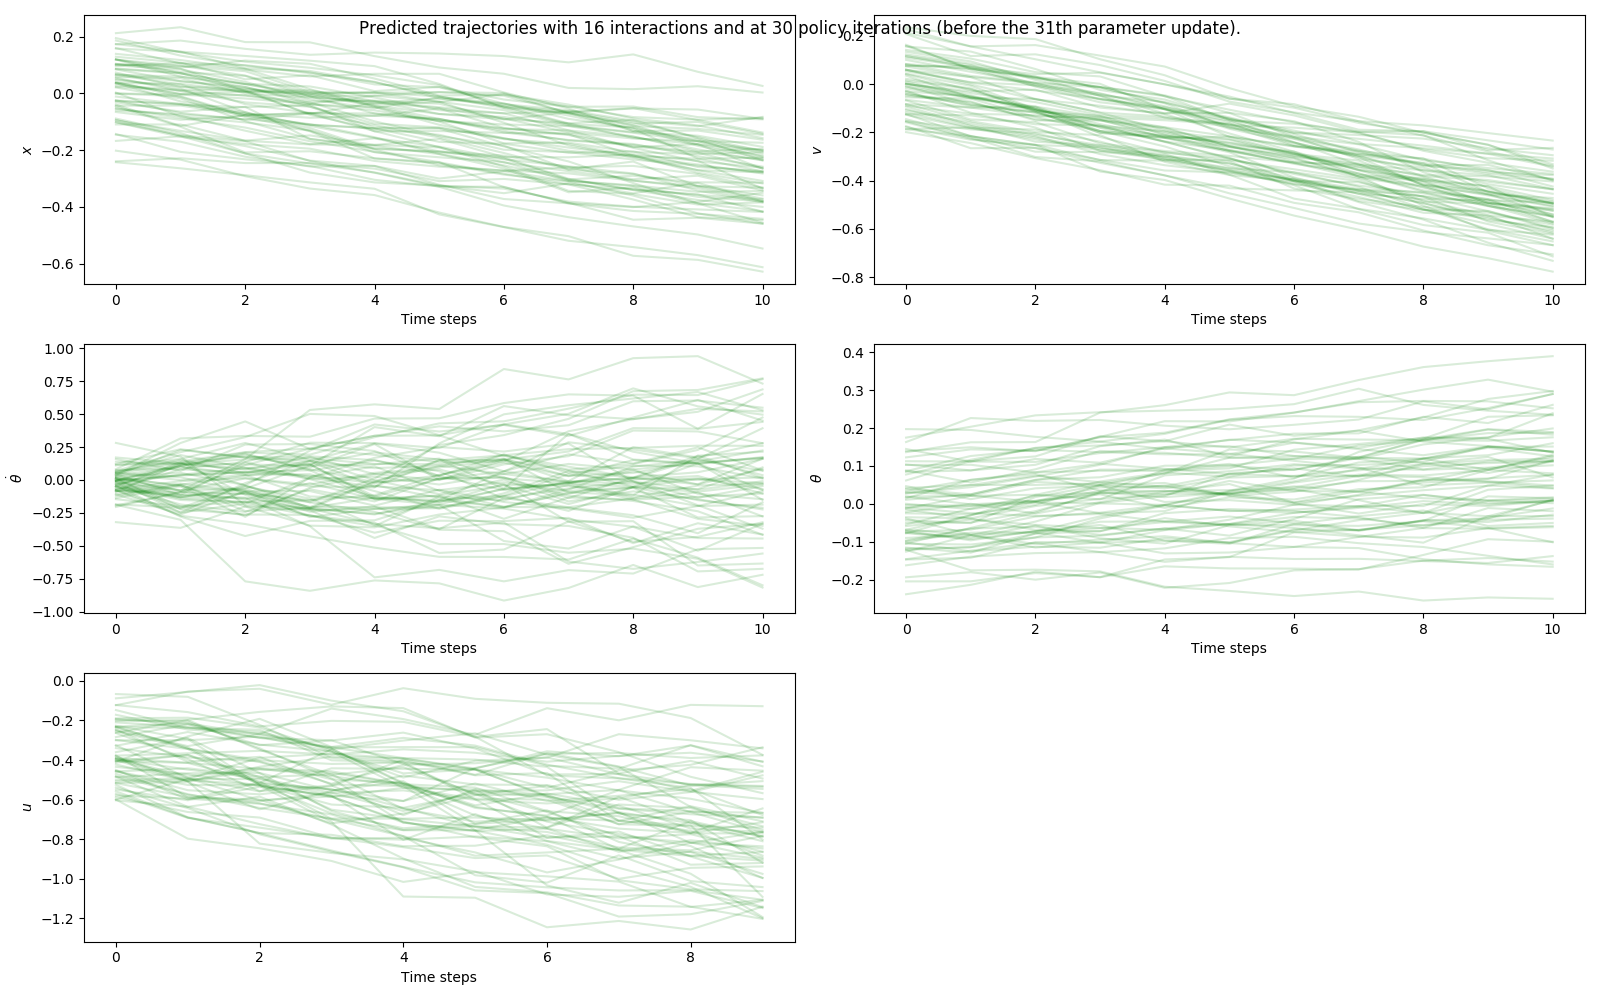 Predicted trajectories with 16 interactions and at 30 policy iterations (before the 31th parameter update).
0.2
0.0
−0.2
−0.4
−0.6
x
0 2 4 6 8 10
Time steps
0.2
0.0
−0.2
−0.4
−0.6
−0.8
v
0 2 4 6 8 10
Time steps
1.00
0.75
0.50
0.25
0.00
−0.25
−0.50
−0.75
−1.00
θ̇
0 2 4 6 8 10
Time steps
0.4
0.3
0.2
0.1
0.0
−0.1
−0.2
θ
0 2 4 6 8 10
Time steps
0.0
−0.2
−0.4
−0.6
−0.8
−1.0
−1.2
u
0 2 4 6 8
Time steps